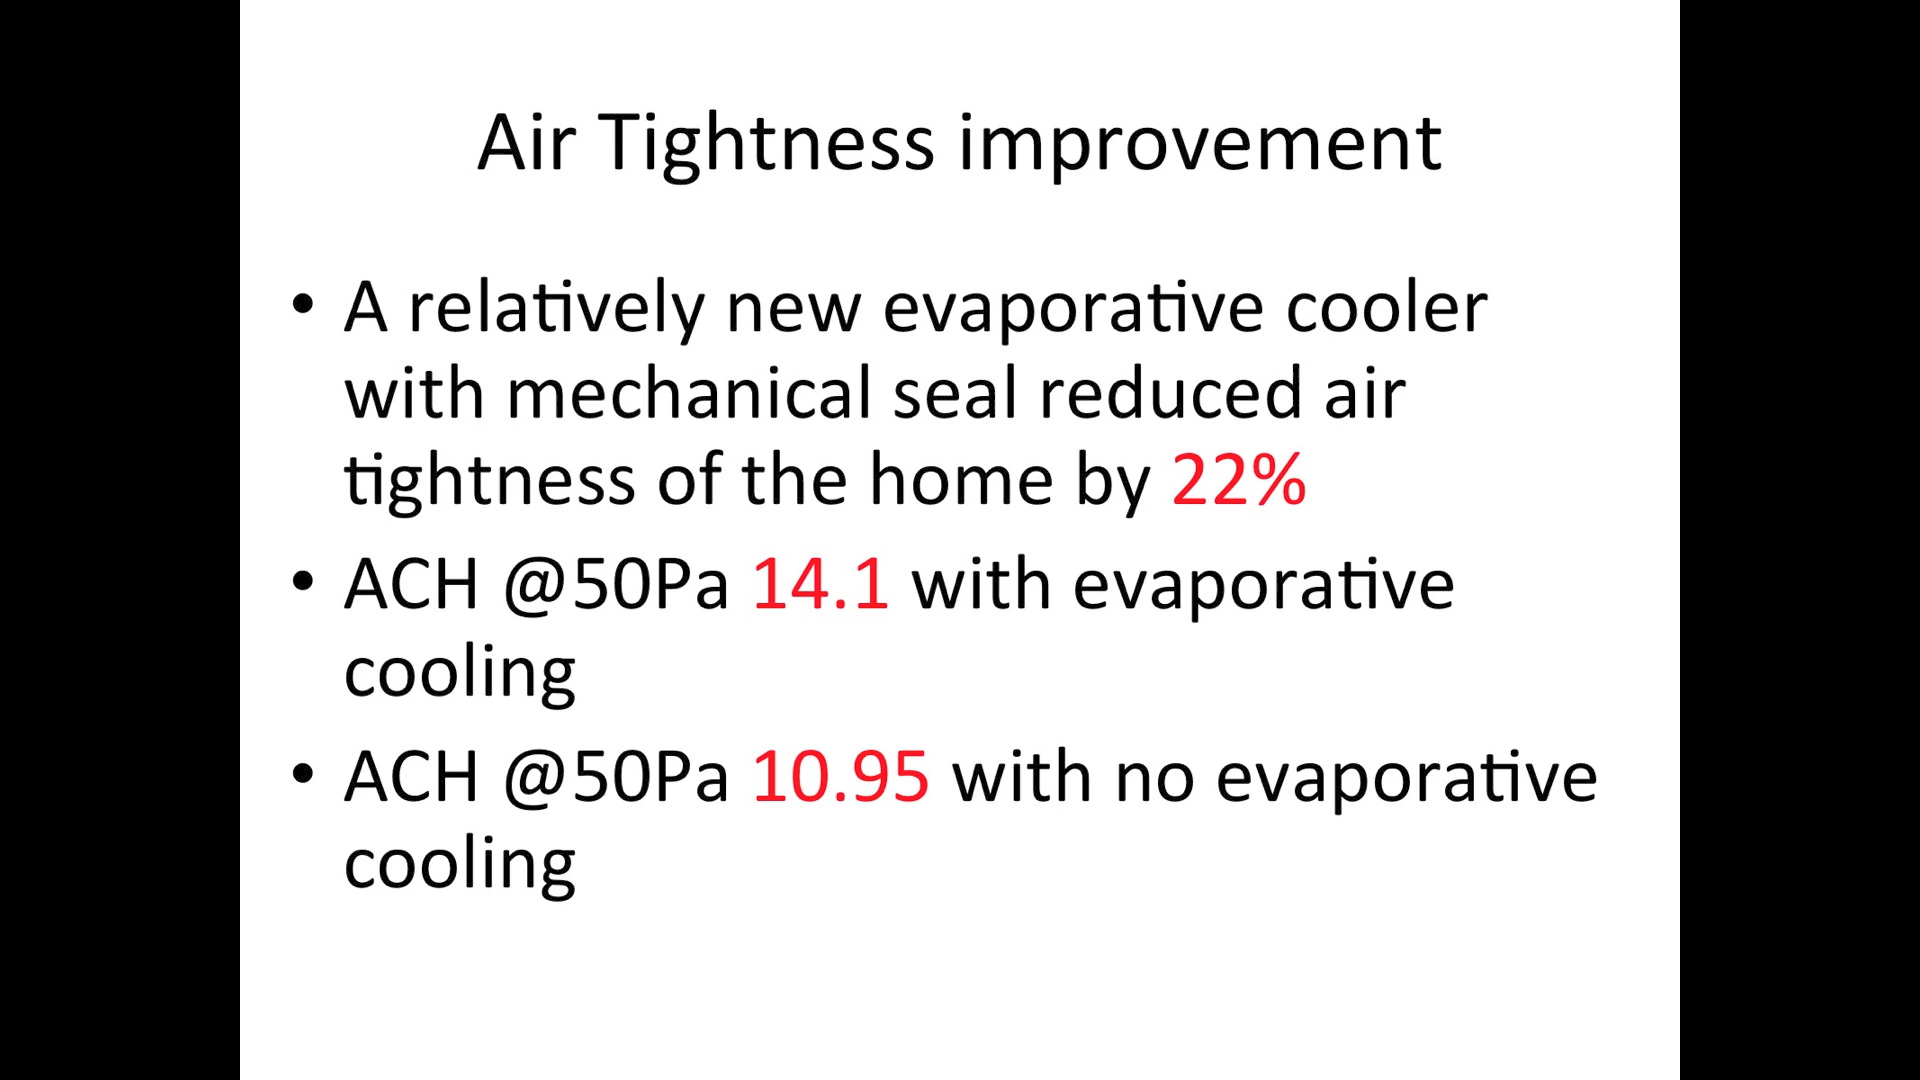 Air Tightness improvement
• A relatively new evaporative cooler
with mechanical seal reduced air
tightness of the home by 22%
• ACH @50Pa 14.1 with evaporative
cooling
• ACH @50Pa 10.95 with no evaporative
cooling